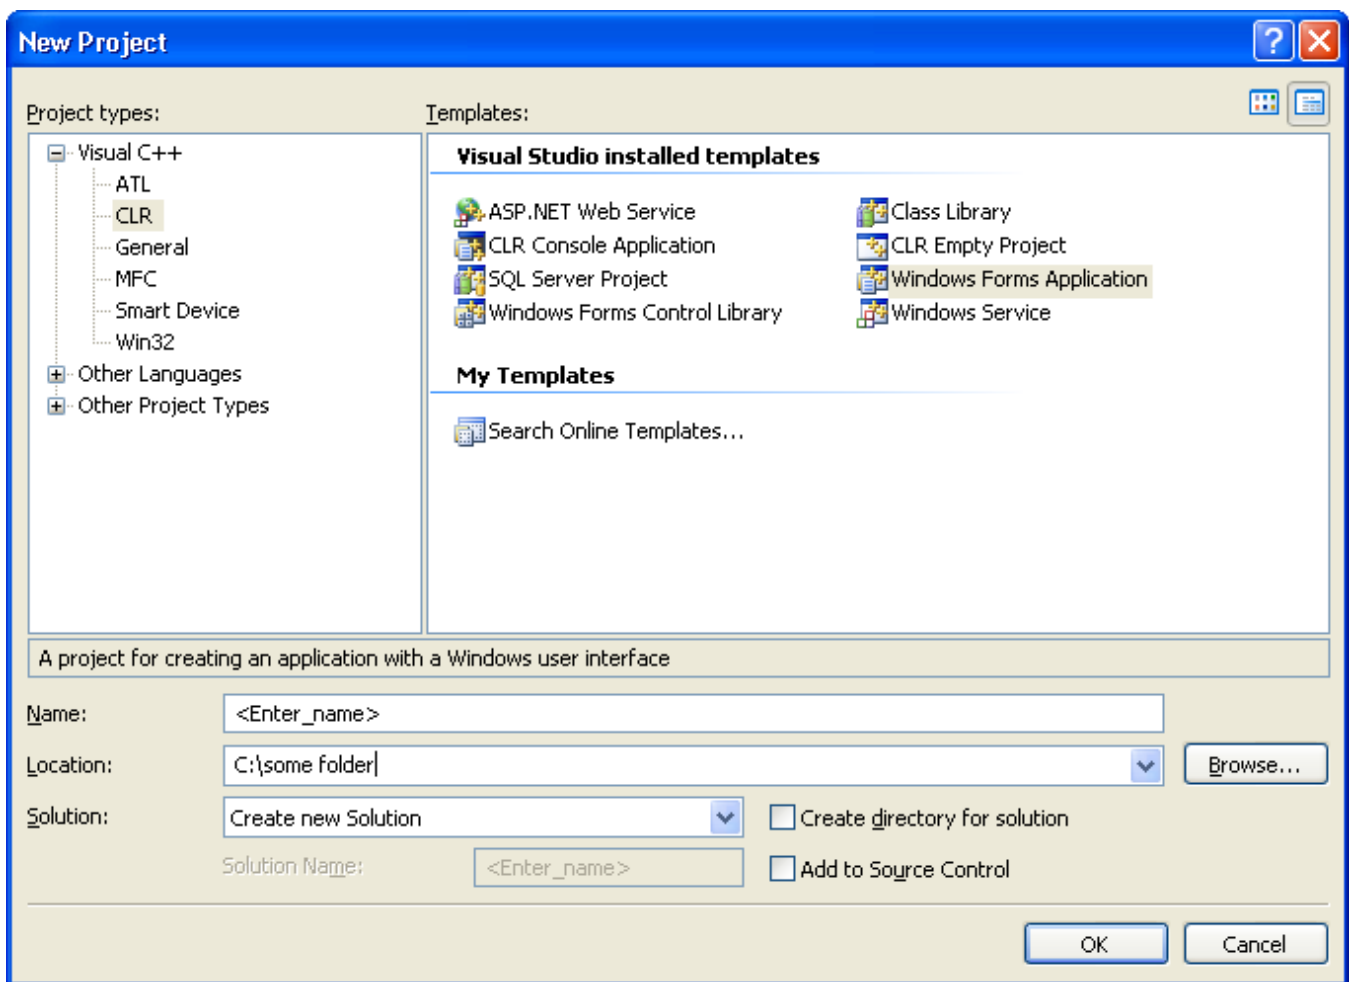 New Project
Project types:
Templates:
Visual C++
ATL
CLR
General
MFC
Smart Device
Win32
Other Languages
Other Project Types
Visual Studio installed templates
ASP.NET Web Service
Class Library
CLR Console Application
CLR Empty Project
SQL Server Project
Windows Forms Application
Windows Forms Control Library
Windows Service
My Templates
Search Online Templates...
A project for creating an application with a Windows user interface
Name:
<Enter_name>
Location:
C:\some folder
Browse...
Solution:
Create new Solution
Create directory for solution
Solution Name:
<Enter_name>
Add to Source Control
OK
Cancel